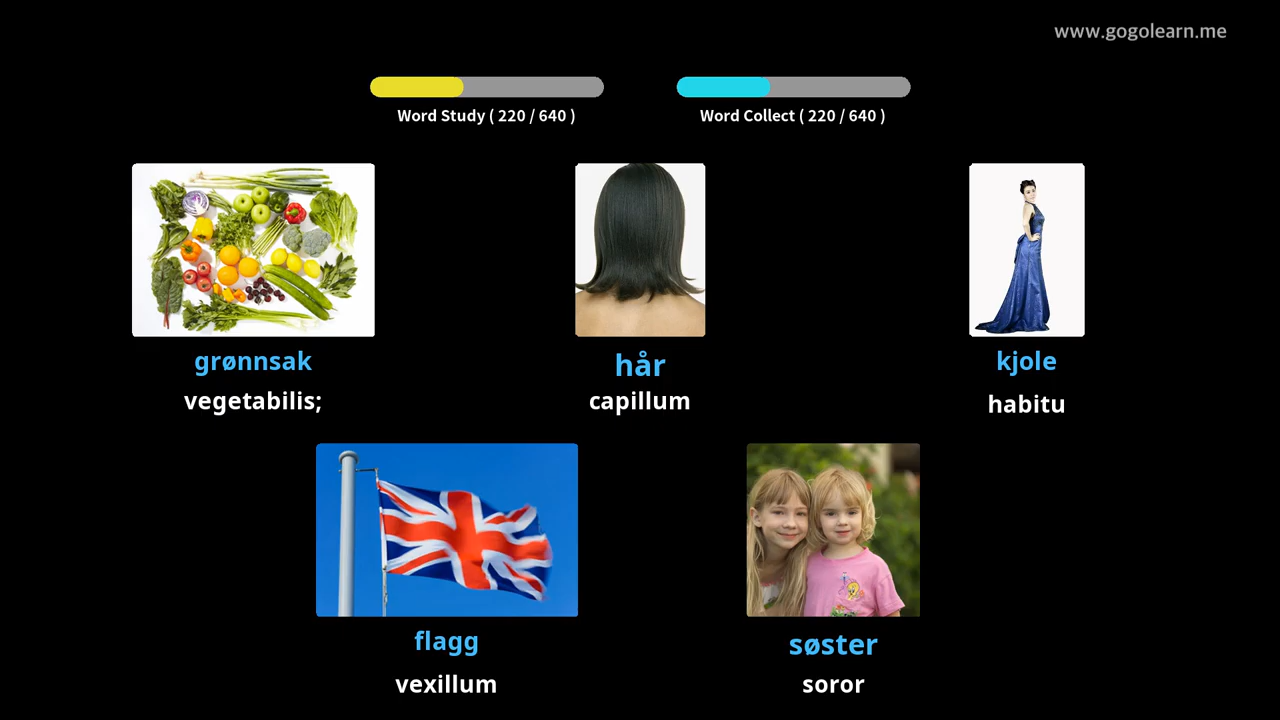 www.gogolearn.me
Word Study ( 220 / 640 )
Word Collect ( 220 / 640 )
grønnsak
vegetabilis;
hår
capillum
kjole
habitu
flagg
vexillum
søster
soror